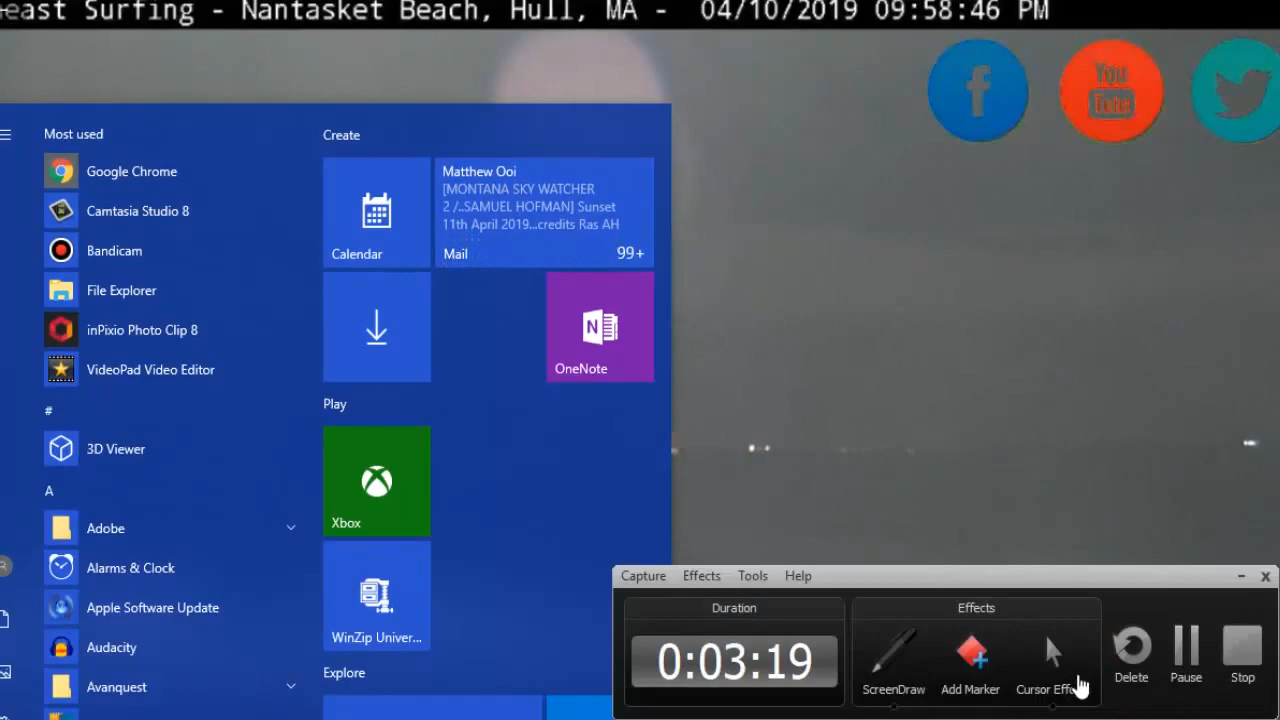 east Surfing - Nantasket Beach, Hull, MA - 04/10/2019 09:58:46 PM
f
You
Tube
Most used
Google Chrome
Camtasia Studio 8
Bandicam
File Explorer
inPixio Photo Clip 8
VideoPad Video Editor
#
3D Viewer
A
Adobe
Alarms & Clock
Apple Software Update
Audacity
Avanquest
Create
Calendar
Matthew Ooi
[MONTANA SKY WATCHER
2 /..SAMUEL HOFMAN] Sunset
11th April 2019...credits Ras AH
Mail 99+
N
OneNote
Play
Xbox
WinZip Univer...
Explore
Capture Effects Tools Help
Duration
0:03:19
Effects
ScreenDraw Add Marker Cursor Effe
Delete Pause Stop